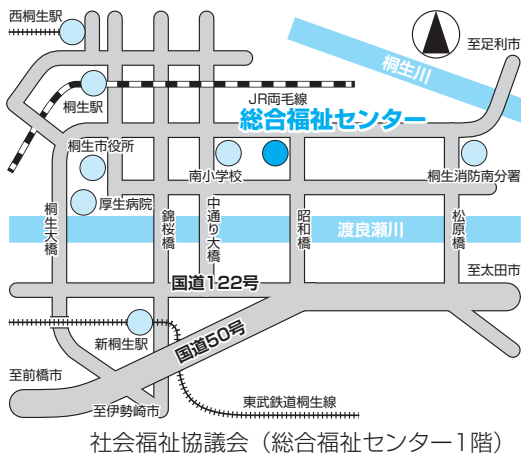 西桐生駅
至足利市
桐生川
桐生駅
JR両毛線
総合福祉センター
桐生市役所
南小学校
桐生消防南分署
厚生病院
桐生大橋
錦桜橋
中通り大橋
昭和橋
渡良瀬川
松原橋
至太田市
国道122号
国道50号
新桐生駅
至前橋市
至伊勢崎市
東武鉄道桐生線
社会福祉協議会（総合福祉センター1階）